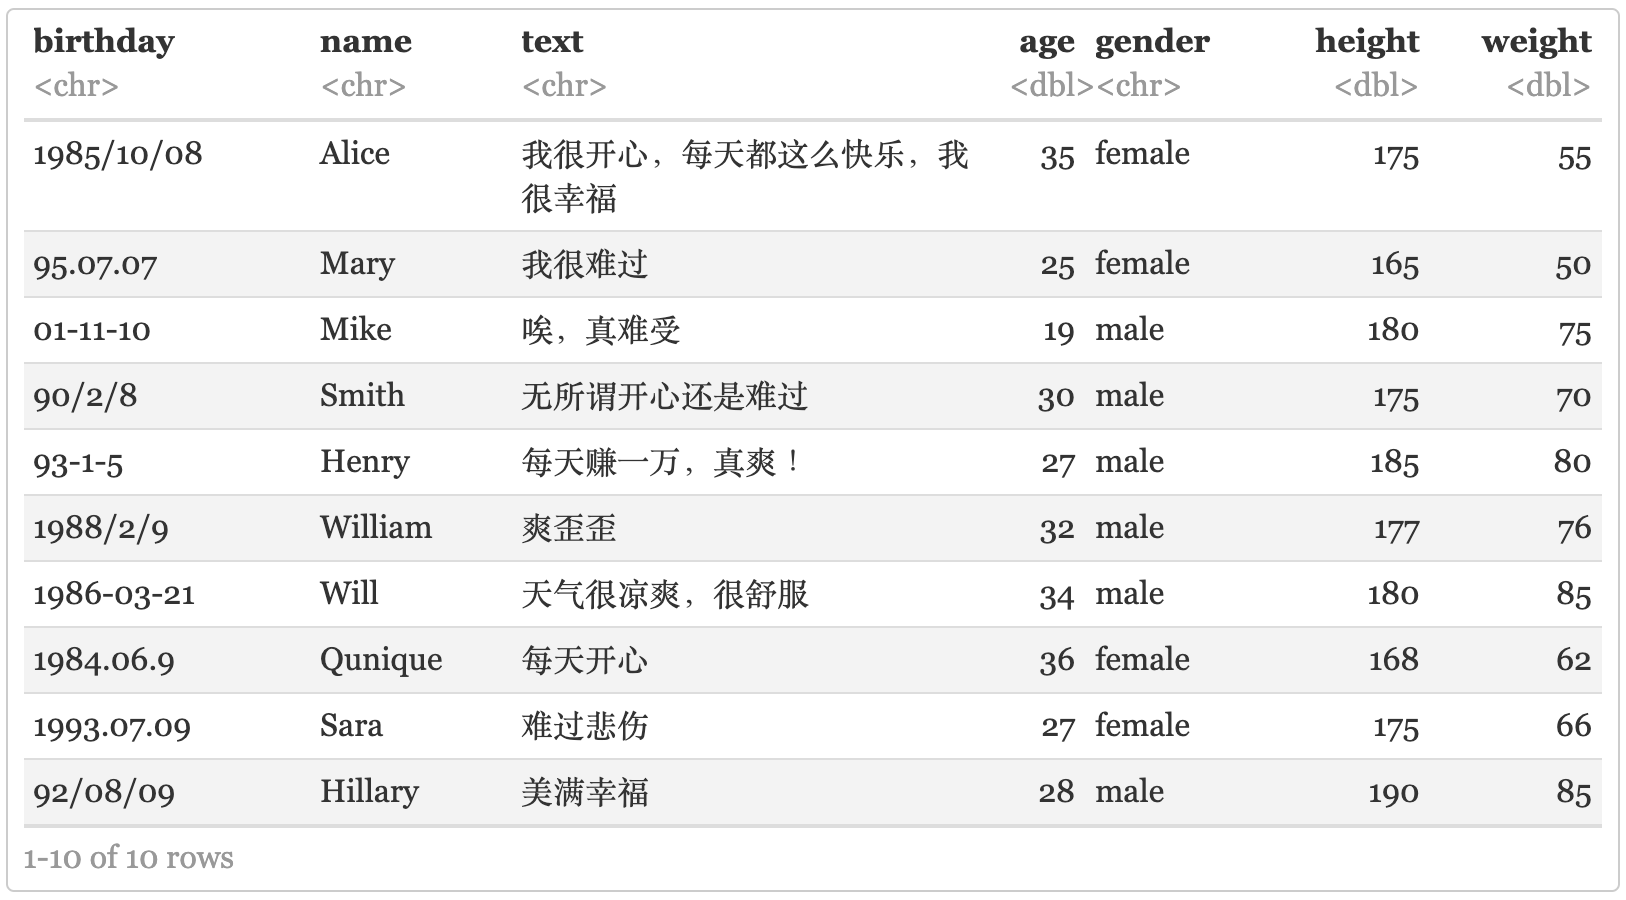 birthday name text age gender height weight
<chr> <chr> <chr> <dbl> <chr> <dbl> <dbl>
1985/10/08 Alice 我很开心，每天都这么快乐，我 35 female 175 55
很幸福
95.07.07 Mary 我很难过 25 female 165 50
01-11-10 Mike 唉，真难受 19 male 180 75
90/2/8 Smith 无所谓开心还是难过 30 male 175 70
93-1-5 Henry 每天赚一万，真爽！ 27 male 185 80
1988/2/9 William 爽歪歪 32 male 177 76
1986-03-21 Will 天气很凉爽，很舒服 34 male 180 85
1984.06.9 Qunique 每天开心 36 female 168 62
1993.07.09 Sara 难过悲伤 27 female 175 66
92/08/09 Hillary 美满幸福 28 male 190 85
1-10 of 10 rows